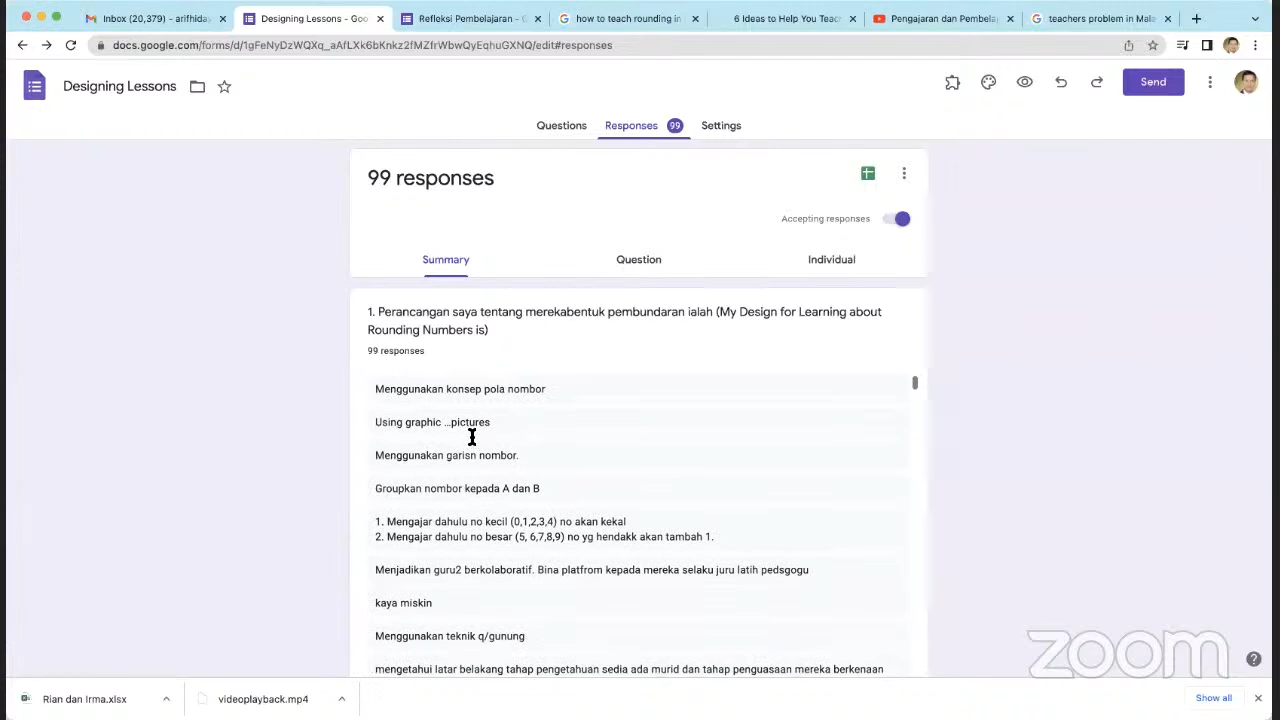 Inbox (20,379) - arifhiday
Designing Lessons - Goo
Refleksi Pembelajaran - G
how to teach rounding in
6 Ideas to Help You Teac
Pengajaran dan Pembelaj
teachers problem in Mala
docs.google.com/forms/d/1gFeNyDzWQXq_aAfLXk6bKnkz2fMZfrWbwQyEqhuGXNQ/edit#responses
Designing Lessons
Send
Questions
Responses 99
Settings
99 responses
Accepting responses
Summary
Question
Individual
1. Perancangan saya tentang merekabentuk pembundaran ialah (My Design for Learning about
Rounding Numbers is)
99 responses
Menggunakan konsep pola nombor
Using graphic ...pictures
Menggunakan garisn nombor.
Groupkan nombor kepada A dan B
1. Mengajar dahulu no kecil (0,1,2,3,4) no akan kekal
2. Mengajar dahulu no besar (5, 6,7,8,9) no yg hendakk akan tambah 1.
Menjadikan guru2 berkolaboratif. Bina platfrom kepada mereka selaku juru latih pedsgogu
kaya miskin
Menggunakan teknik q/gunung
mengetahui latar belakang tahap pengetahuan sedia ada murid dan tahap penguasaan mereka berkenaan
zoom
Rian dan Irma.xlsx
videoplayback.mp4
Show all